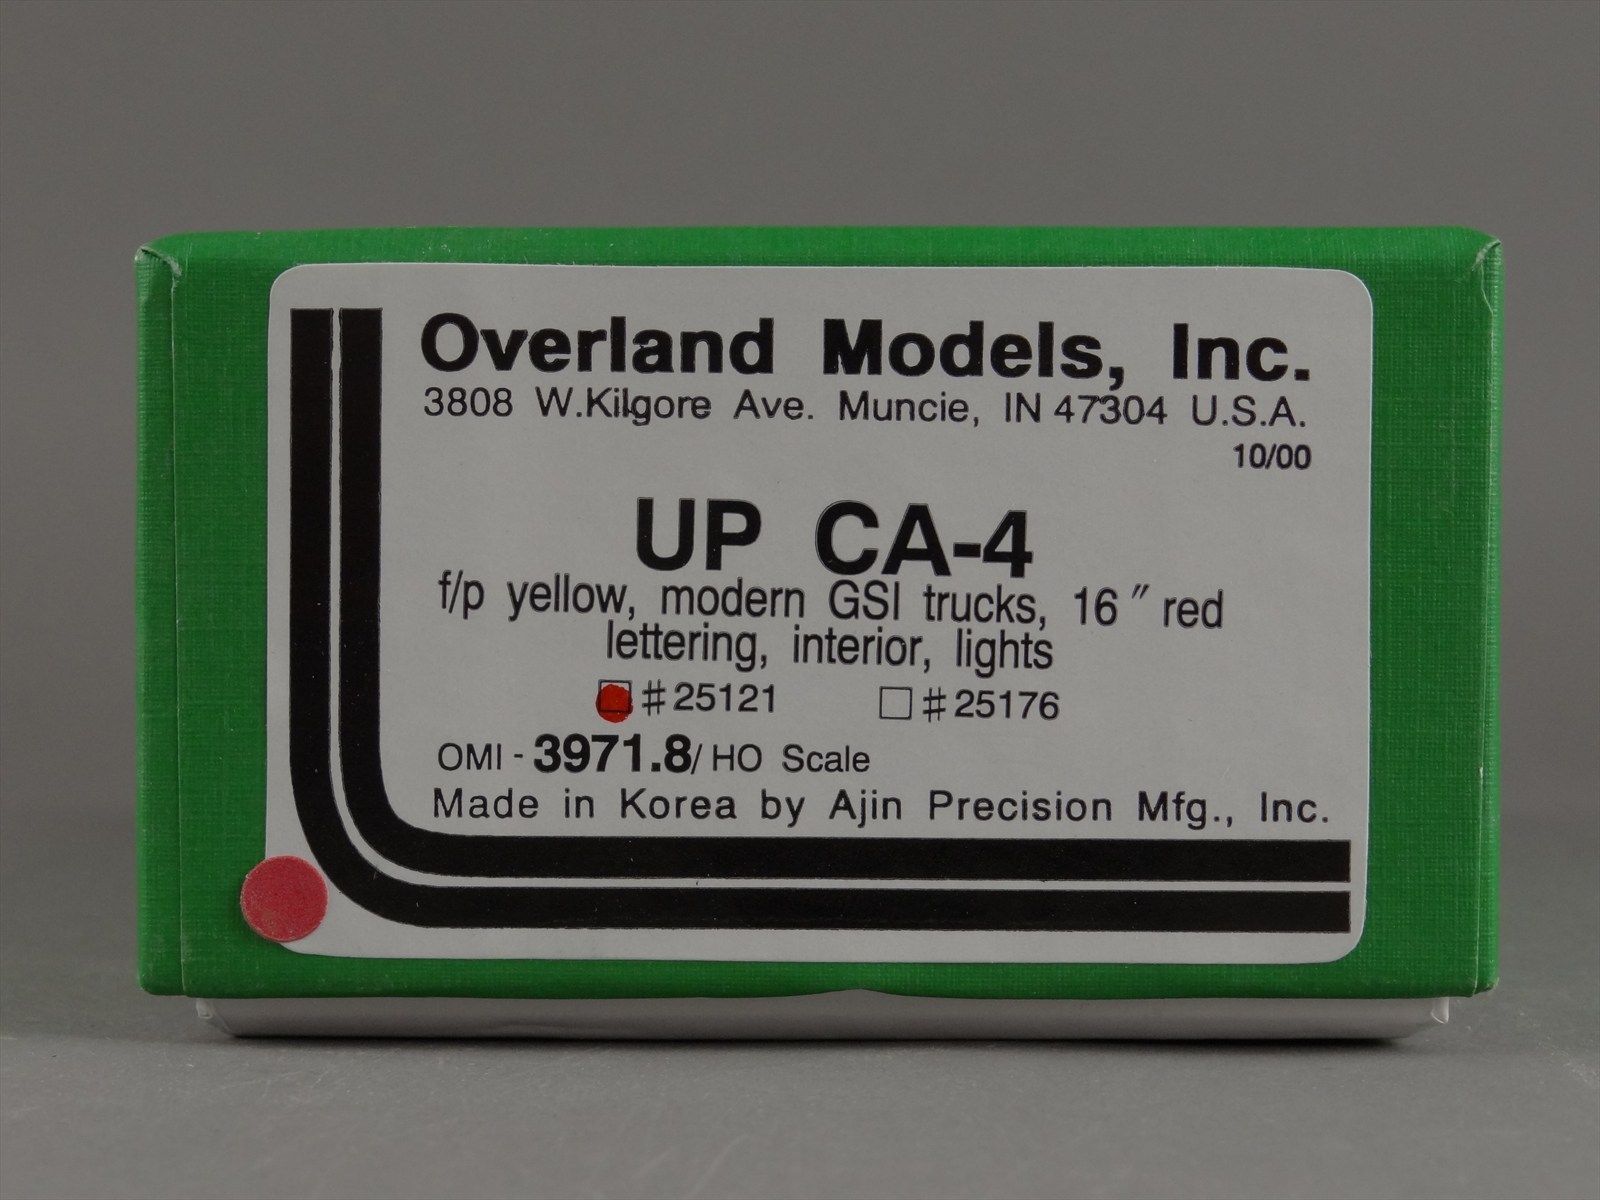 Overland Models, Inc.
3808 W.Kilgore Ave. Muncie, IN 47304 U.S.A.
10/00
UP CA-4
f/p yellow, modern GSI trucks, 16" red
lettering, interior, lights
#25121 #25176
OMI - 3971.8/ HO Scale
Made in Korea by Ajin Precision Mfg., Inc.